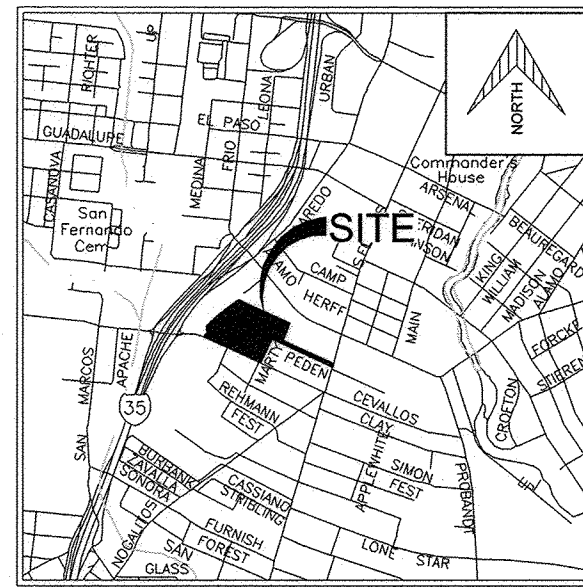 RICHTER
UP
URBAN
LEONA
EL PASO
GUADALUPE
CASANOVA
MEDINA
FRIO
NORTH
Commander's
House
ARSENAL
San
Fernando
Cem
SITE
BEAUREGARD
KING
WILLIAM
MADISON
ALAMO
CAMP
HERFF
MAIN
MARTY
PEDEN
APACHE
SAN
MARCOS
35
REHMANN
FEST
CEVALLOS
CLAY
APPLEWHITE
SIMON
FEST
CROFTON
PROBANDT
UP
BURBANK
ZAVALLA
SONORA
CASSIANO
STRIBLING
NOGALITOS
FURNISH
FOREST
SAN
GLASS
LONE STAR